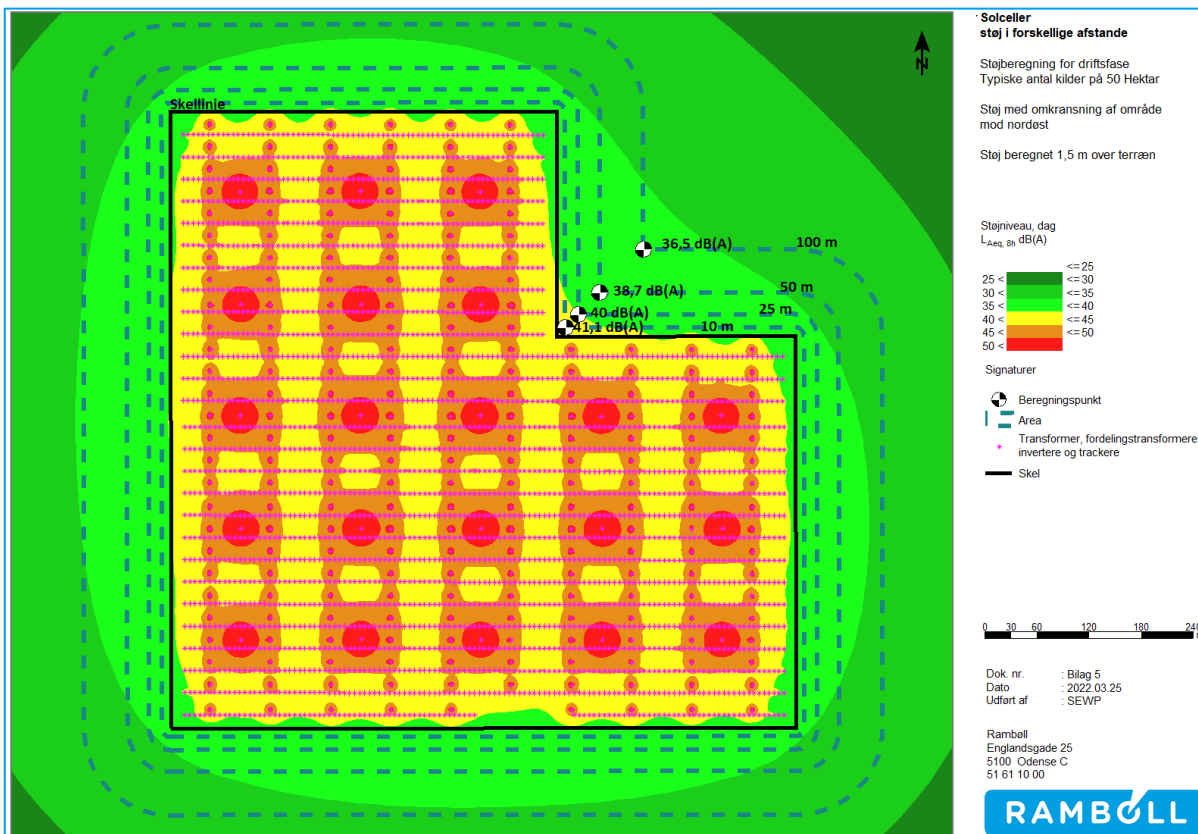 Solceller
støj i forskellige afstande
Støjberegning for driftsfase
Typiske antal kilder på 50 Hektar
Støj med omkransning af område
mod nordøst
Støj beregnet 1,5 m over terræn
N
Skellinje
36,5 dB(A)
100 m
38,7 dB(A)
50 m
40 dB(A)
25 m
41,1 dB(A)
10 m
Støjniveau, dag
LAeq, 8h dB(A)
<=25
25 < <=30
30 < <=35
35 < <=40
40 < <=45
45 < <=50
50 <
Signaturer
Beregningspunkt
Area
Transformer, fordelingstransformere
invertere og trackere
Skel
0 30 60 120 180 240
Dok. nr. : Bilag 5
Dato : 2022.03.25
Udført af : SEWP
Rambøll
Englandsgade 25
5100 Odense C
51 61 10 00
RAMBOLL